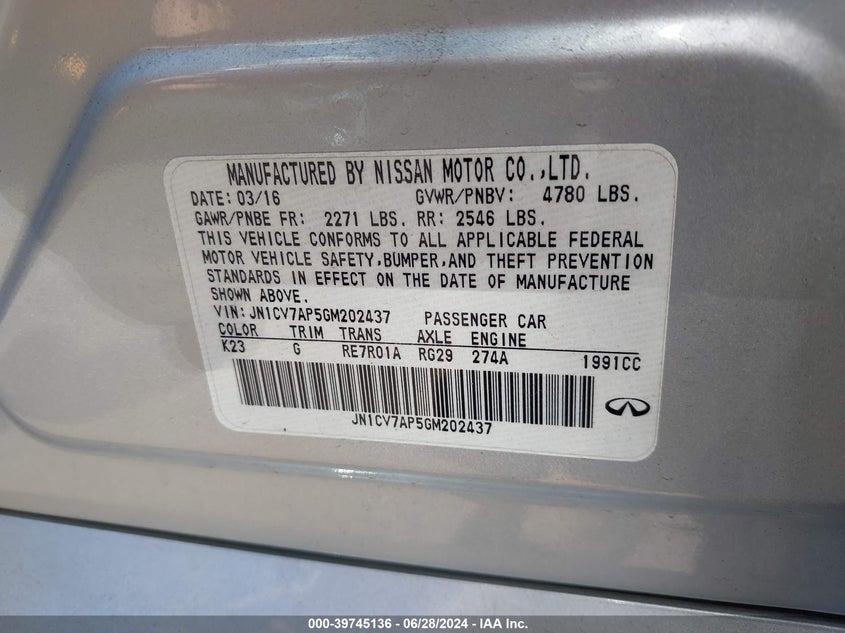 MANUFACTURED BY NISSAN MOTOR CO.,LTD.
DATE: 03/16 GVWR/PNBV: 4780 LBS.
GAWR/PNBE FR: 2271 LBS. RR: 2546 LBS.
THIS VEHICLE CONFORMS TO ALL APPLICABLE FEDERAL
MOTOR VEHICLE SAFETY,BUMPER,AND THEFT PREVENTION
STANDARDS IN EFFECT ON THE DATE OF MANUFACTURE
SHOWN ABOVE.
VIN: JN1CV7AP5GM202437 PASSENGER CAR
COLOR TRIM TRANS AXLE ENGINE
K23 G RE7R01A RG29 274A 1991CC
JN1CV7AP5GM202437
000-39745136 - 06/28/2024 - IAA Inc.